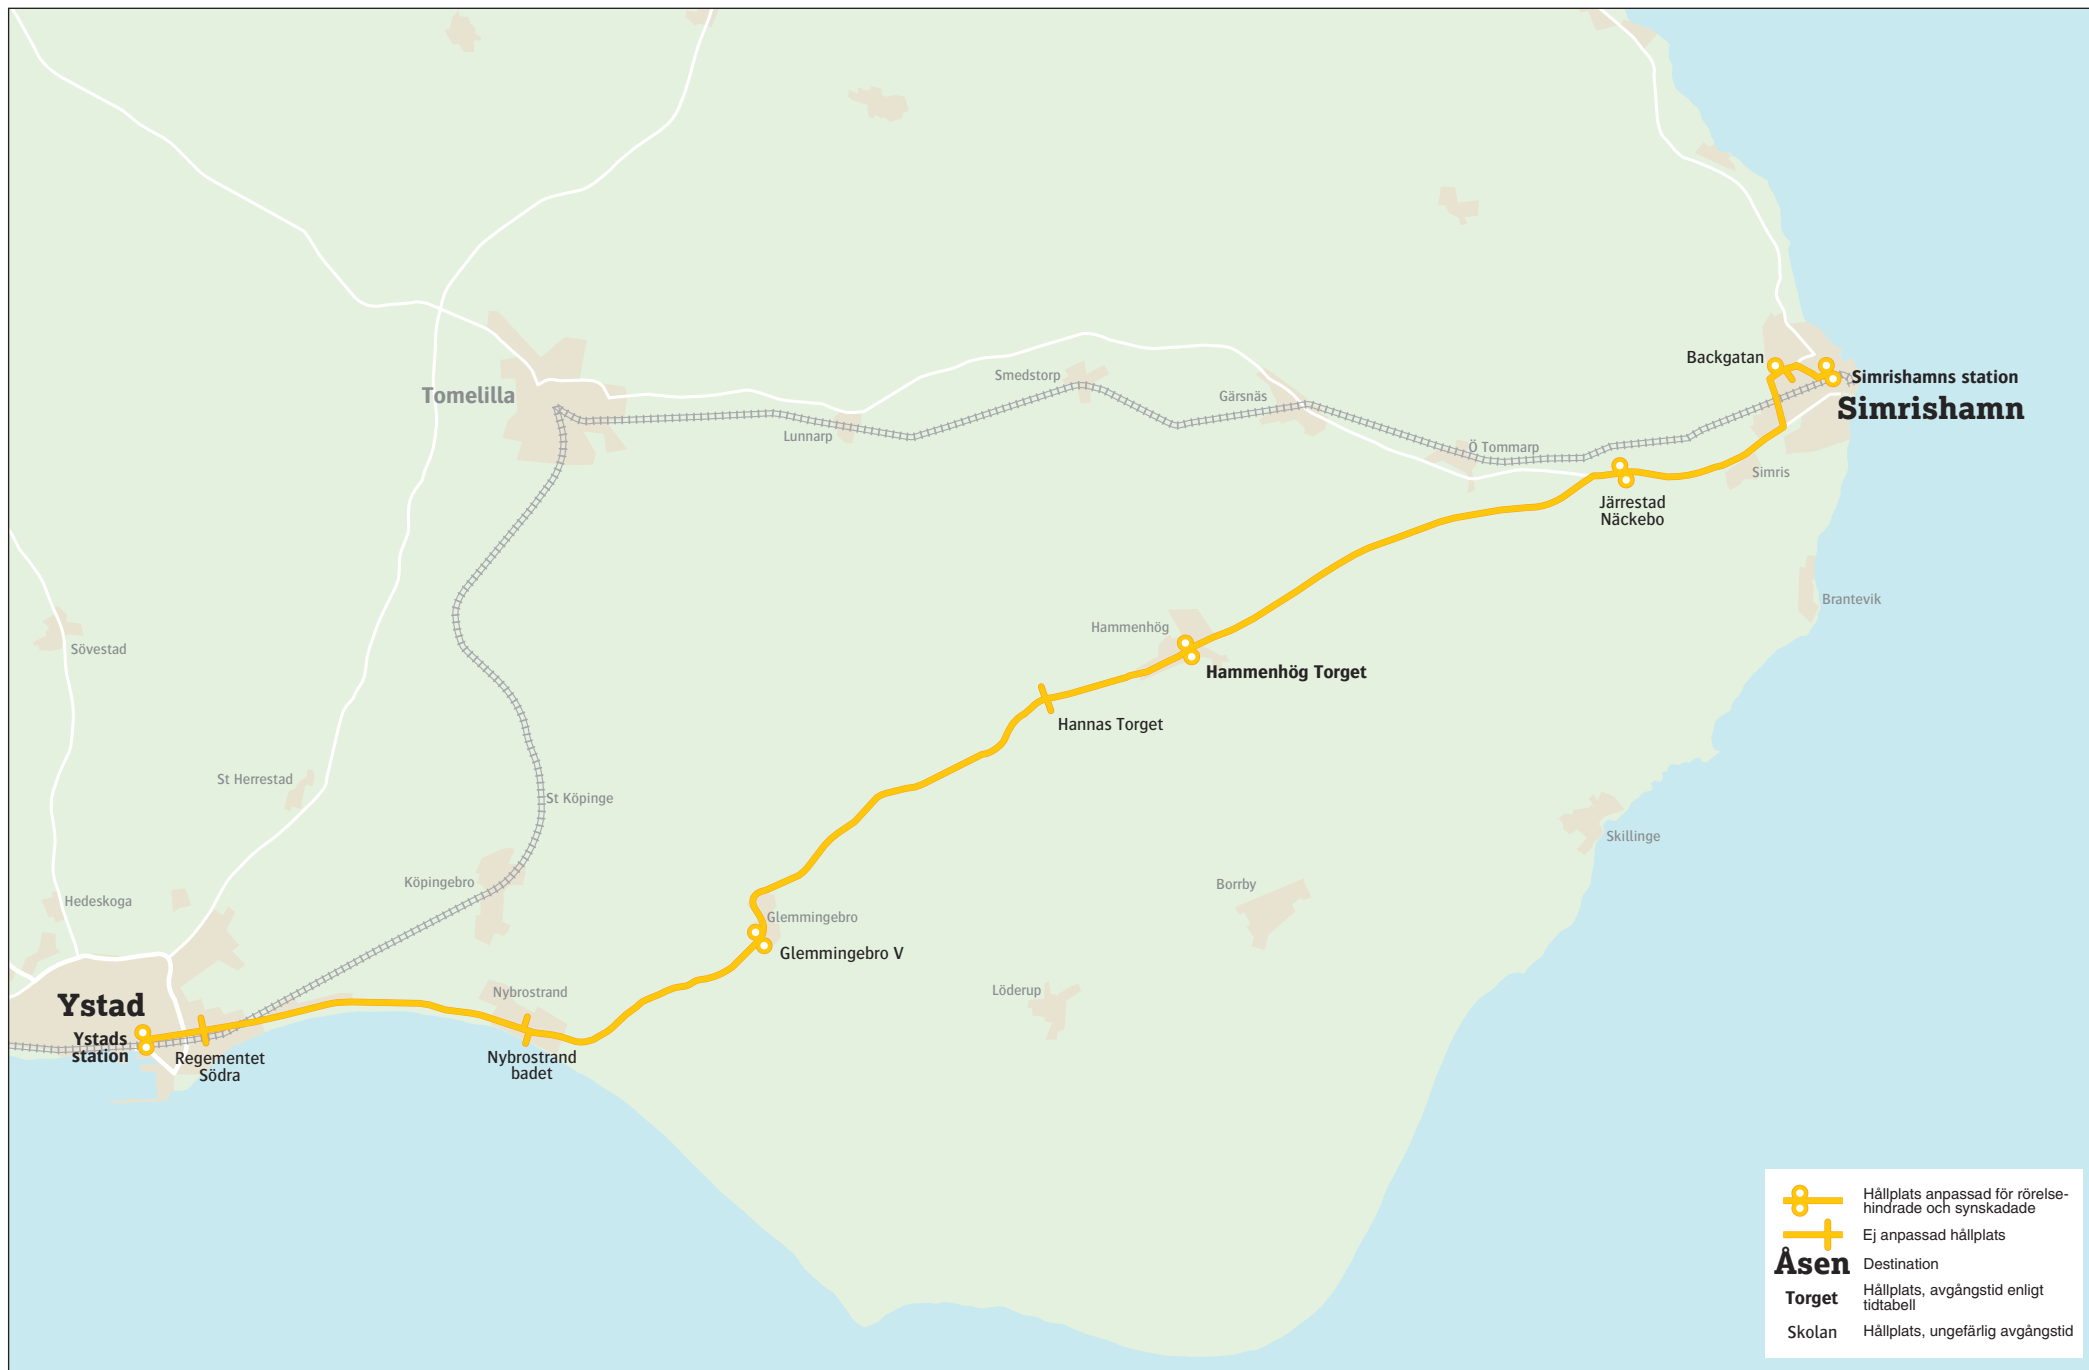 Backgatan
Simrishamns station
Simrishamn
Smedstorp
Tomelilla
Gärsnäs
Lunnarp
Ö Tommarp
Simris
Järrestad
Näckebo
Brantevik
Hammenhög
Sövestad
Hammenhög Torget
Hannas Torget
St Herrestad
St Köpinge
Skillinge
Köpingebro
Borrby
Hedeskoga
Glemmingebro
Glemmingebro V
Nybrostrand
Löderup
Ystad
Ystads
station
Regementet
Södra
Nybrostrand
badet
Hållplats anpassad för rörelse-
hindrade och synskadade
Ej anpassad hållplats
Åsen Destination
Torget Hållplats, avgångstid enligt
tidtabell
Skolan Hållplats, ungefärlig avgångstid